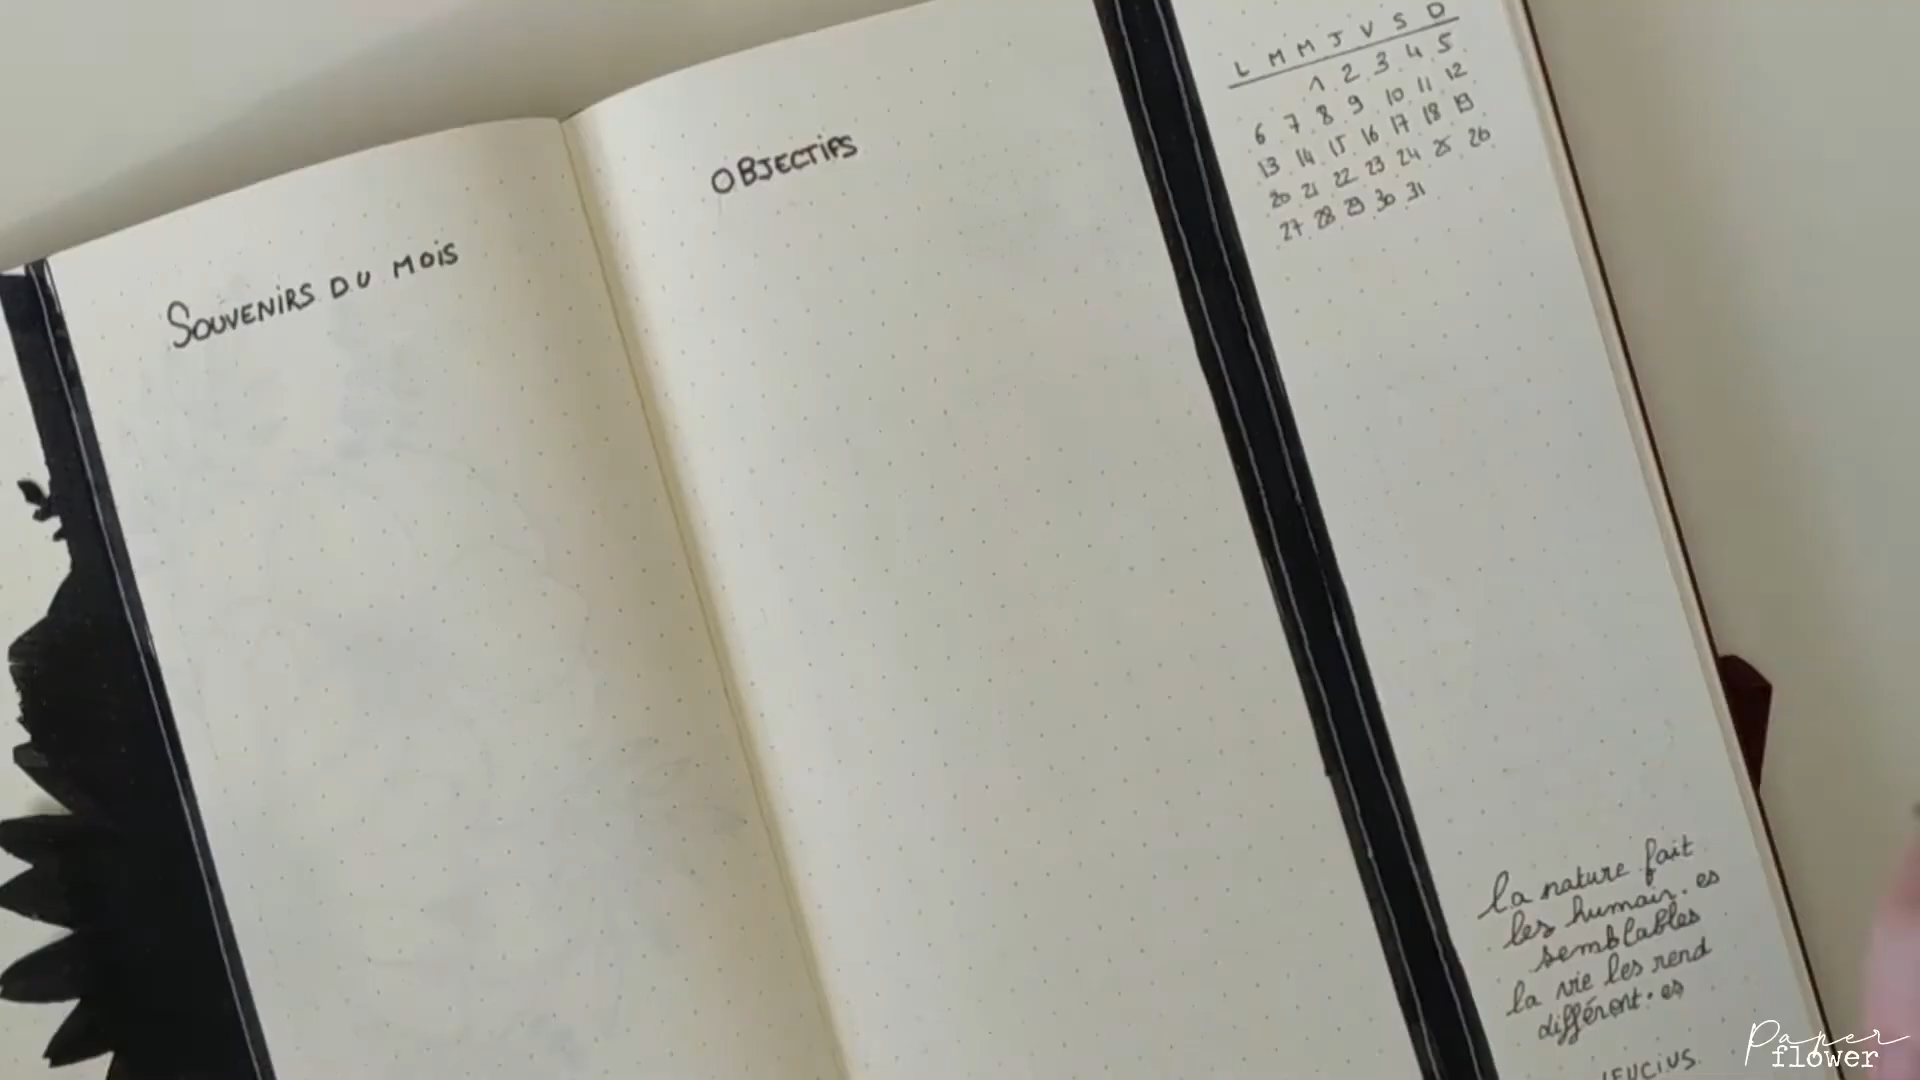 SOUVENIRS DU MOIS
OBJECTIFS
L M M J V S D
1 2 3 4 5
6 7 8 9 10 11 12
13 14 15 16 17 18 19
20 21 22 23 24 25 26
27 28 29 30 31
la nature fait
les humain.es
semblables
la vie les rend
différent.es
Paper
flower